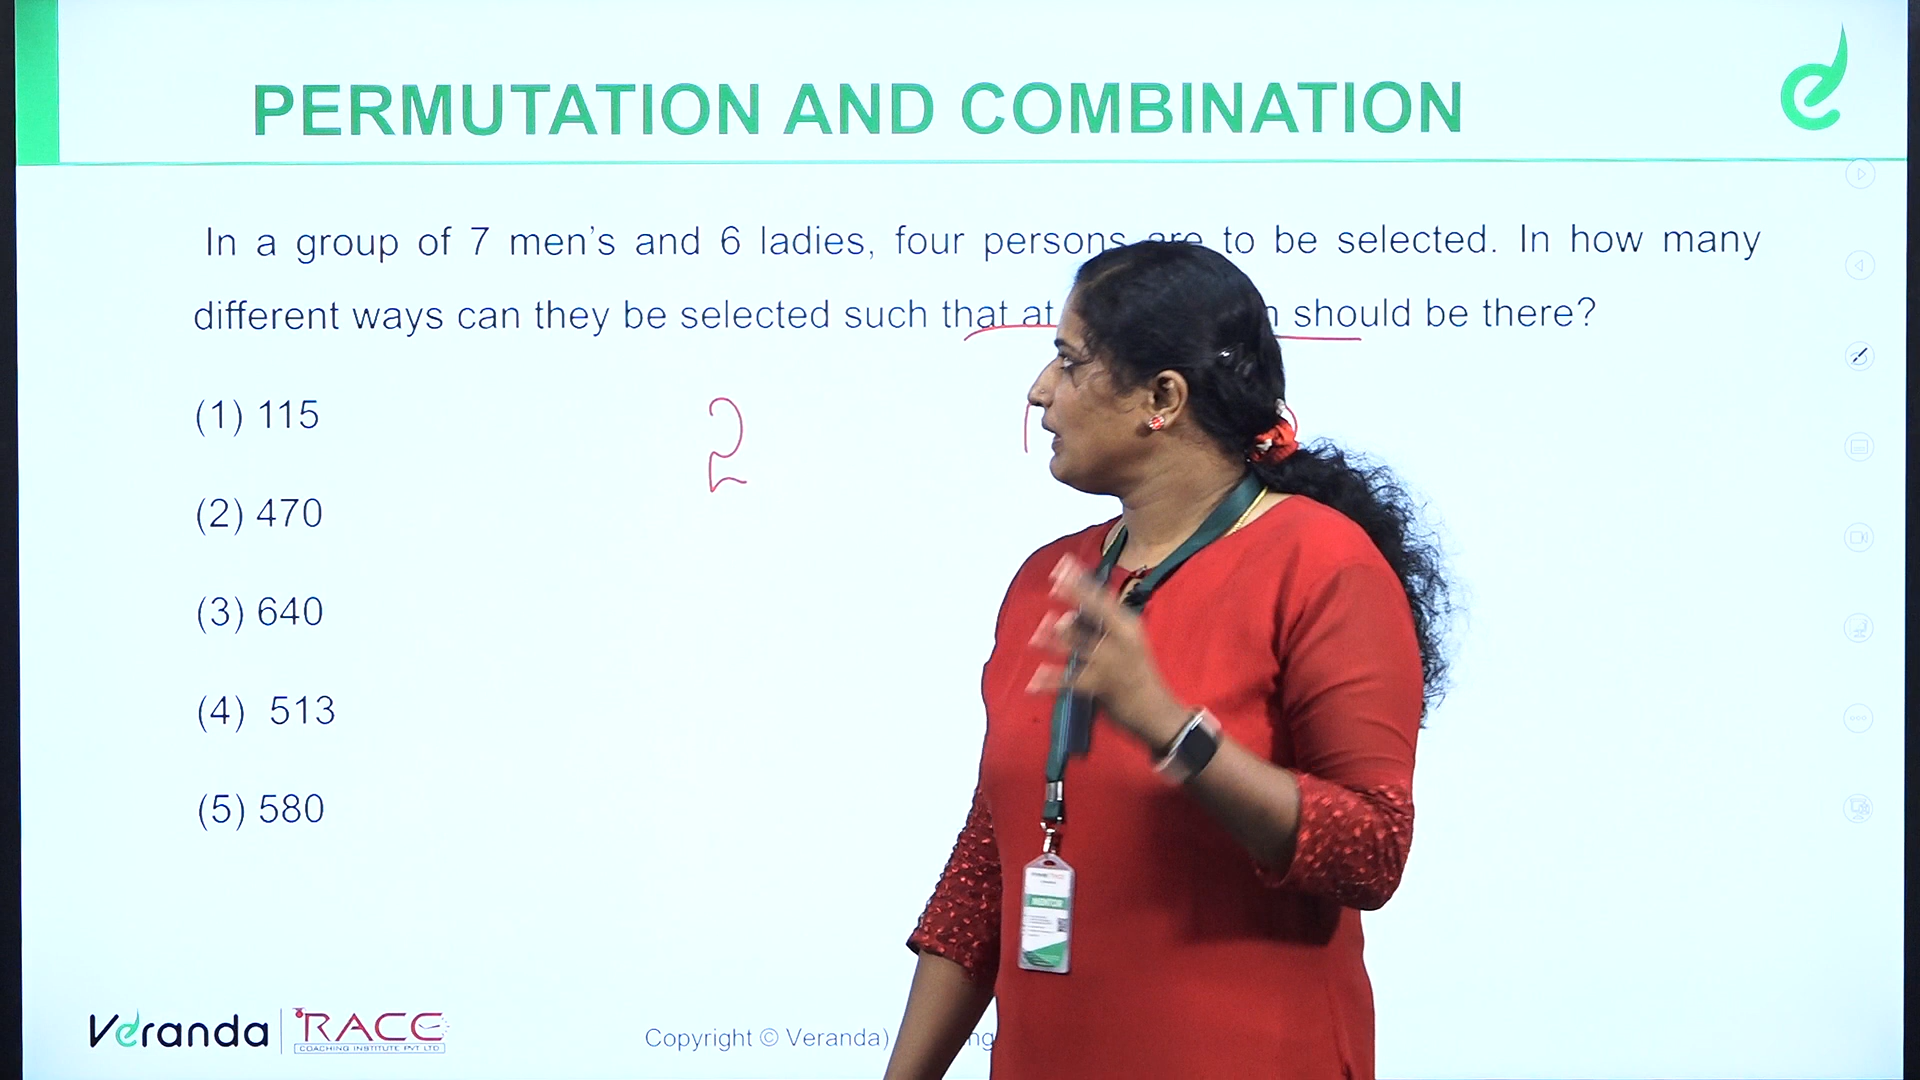 PERMUTATION AND COMBINATION
In a group of 7 men's and 6 ladies, four persons are to be selected. In how many
different ways can they be selected such that at should be there?
(1) 115
2
(2) 470
(3) 640
(4) 513
(5) 580
Veranda RACE
COACHING INSTITUTE PVT LTD
Copyright © Veranda)